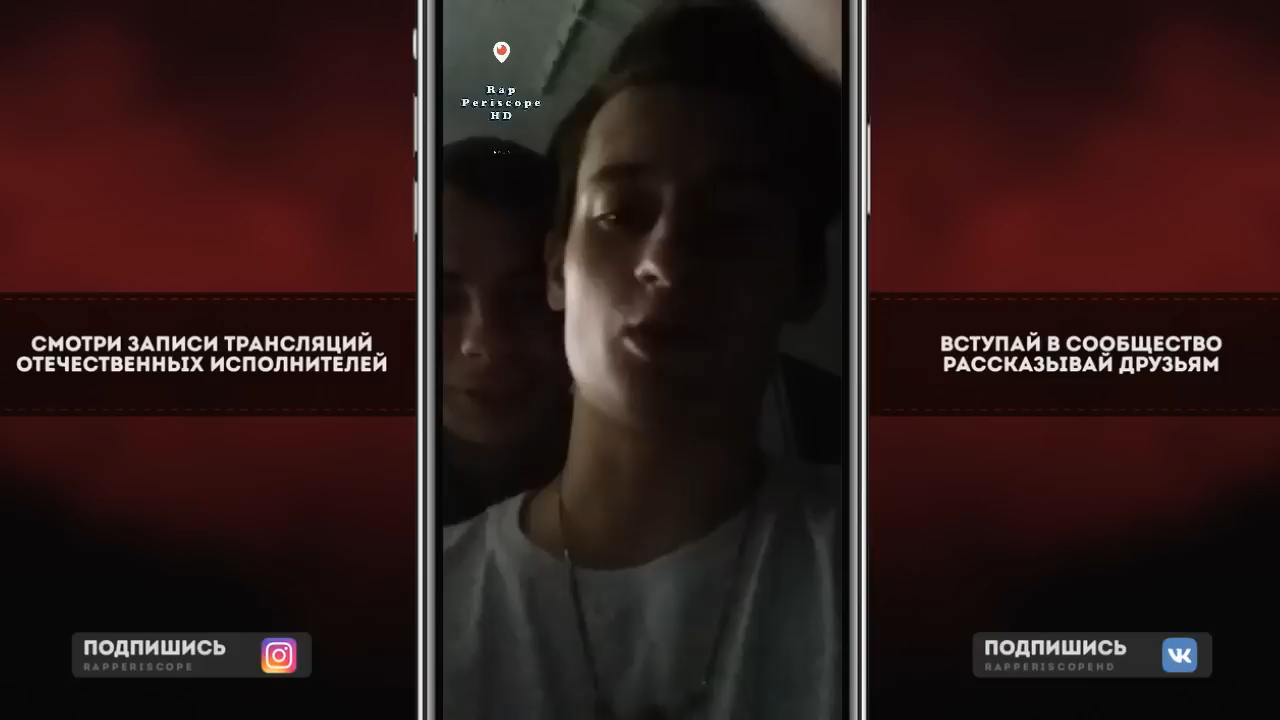 Rap
Periscope
HD
СМОТРИ ЗАПИСИ ТРАНСЛЯЦИЙ
ОТЕЧЕСТВЕННЫХ ИСПОЛНИТЕЛЕЙ
ВСТУПАЙ В СООБЩЕСТВО
РАССКАЗЫВАЙ ДРУЗЬЯМ
ПОДПИШИСЬ
RAPPERISCOPE
ПОДПИШИСЬ
RAPPERISCOPEHD